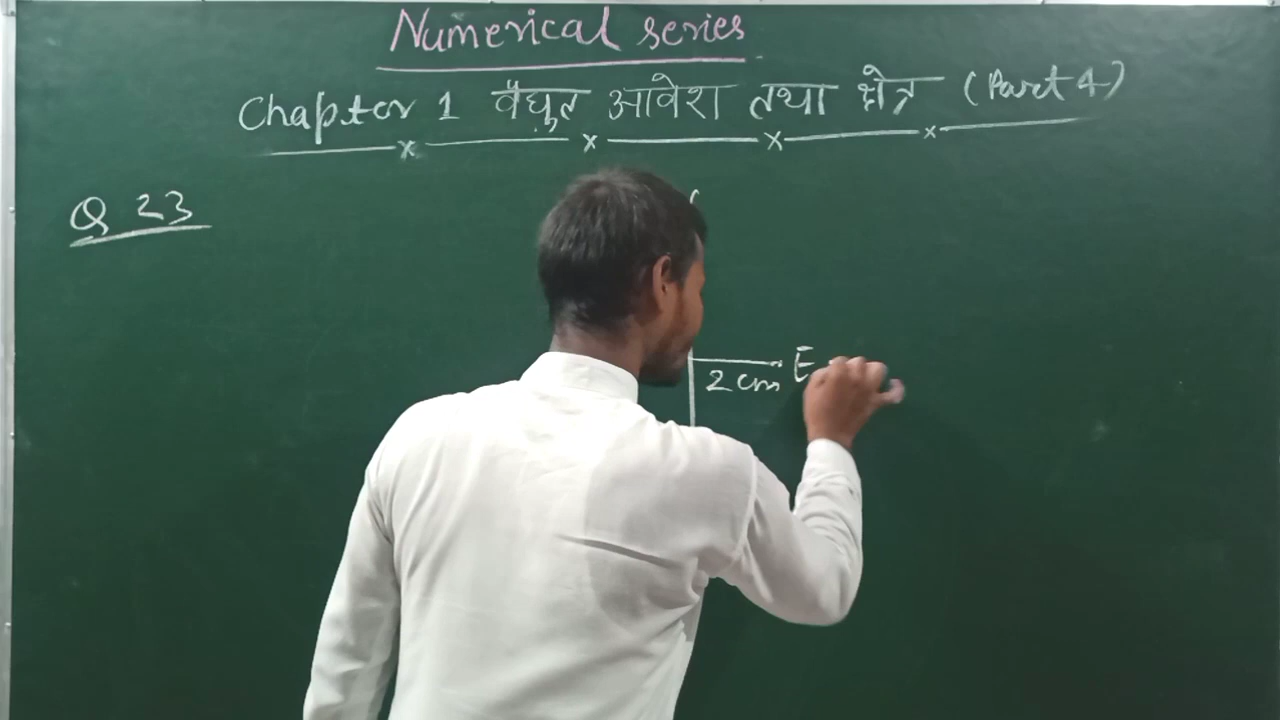 Numerical series
Chapter 1 वैद्युत आवेश तथा क्षेत्र (Part 4)
Q 23
E
2 cm